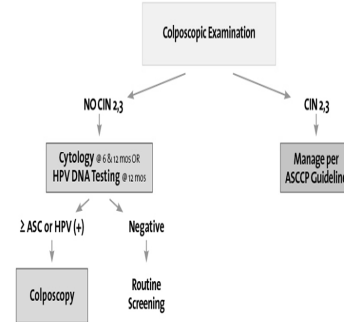 Colposcopic Examination
NO CIN 2,3
CIN 2,3
Cytology @ 6 & 12 mos OR
HPV DNA Testing @ 12 mos
Manage per
ASCCP Guideline
≥ ASC or HPV (+)
Negative
Colposcopy
Routine
Screening